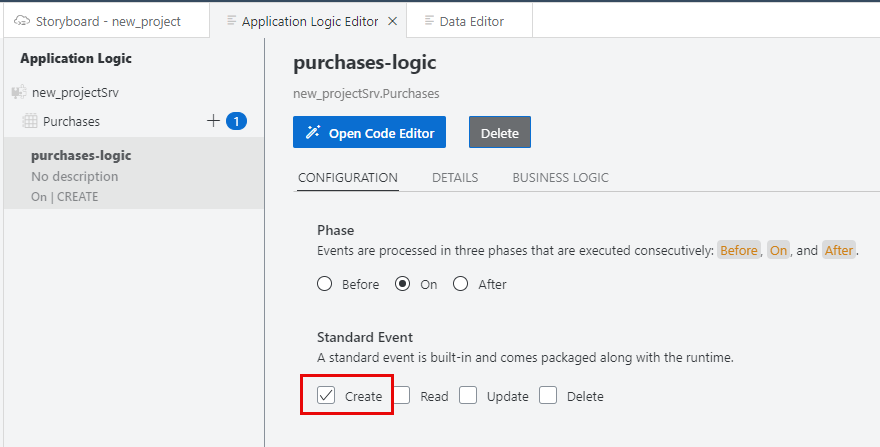 Storyboard - new_project
Application Logic Editor
Data Editor
Application Logic
new_projectSrv
Purchases
1
purchases-logic
No description
On | CREATE
purchases-logic
new_projectSrv.Purchases
Open Code Editor
Delete
CONFIGURATION
DETAILS
BUSINESS LOGIC
Phase
Events are processed in three phases that are executed consecutively: Before, On, and After.
Before
On
After
Standard Event
A standard event is built-in and comes packaged along with the runtime.
Create
Read
Update
Delete